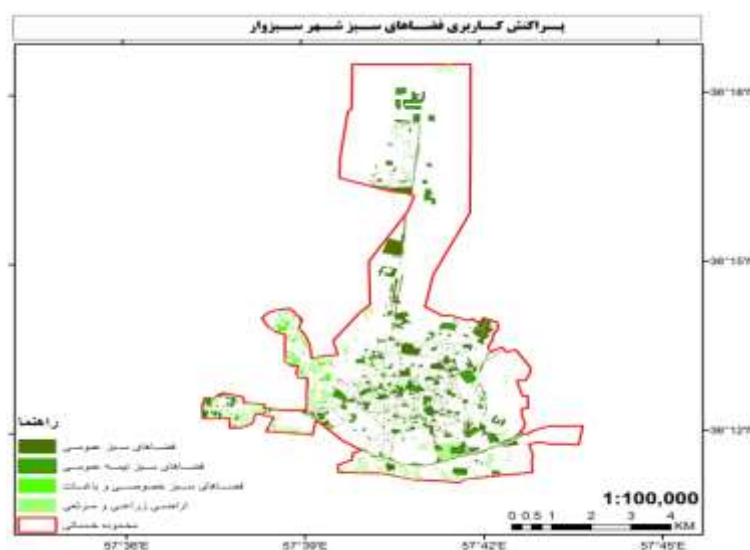 پراکنش کاربری فضاهای سبز شهر سبزوار
36°18'
36°15'
36°12'
راهنما
فضاهای سبز عمومی
فضاهای سبز نیمه عمومی
فضاهای سبز خصوصی و باغات
اراضی زراعی و مرتعی
محدوده خدماتی
1:100,000
0 0.5 1 2 3 4
KM
57°36'E 57°39'E 57°42'E 57°45'E